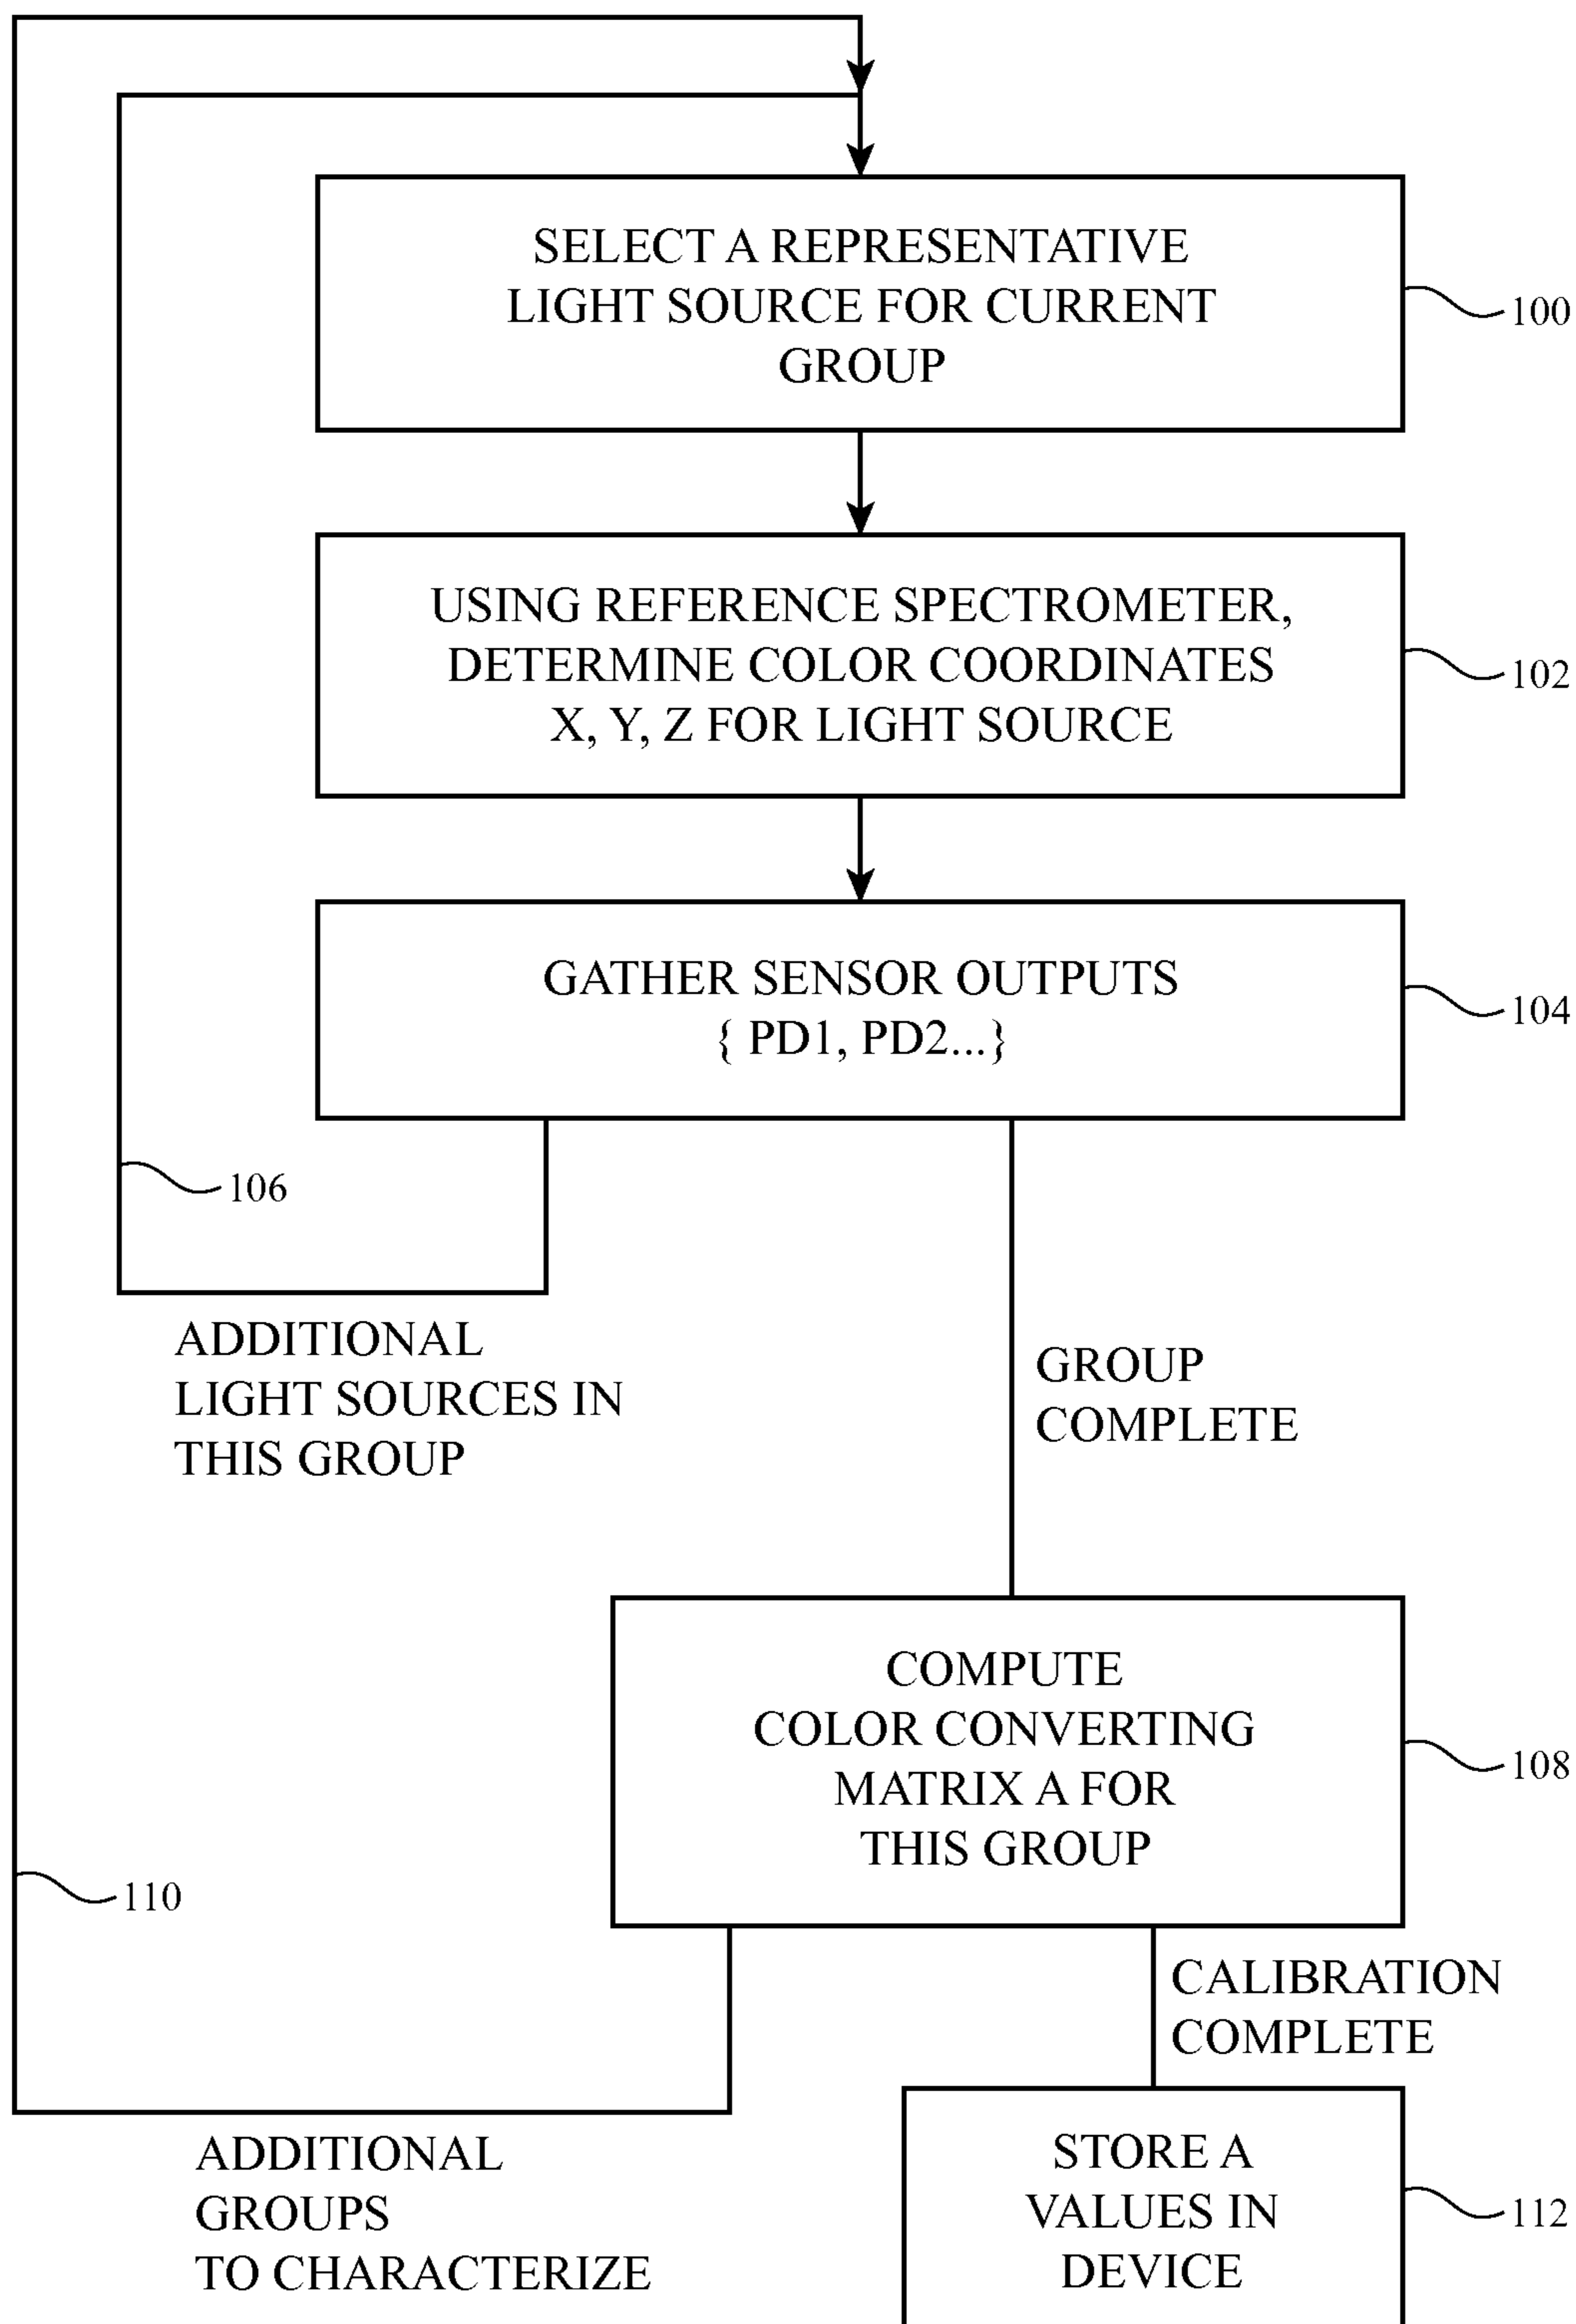 SELECT A REPRESENTATIVE
LIGHT SOURCE FOR CURRENT
GROUP
100
USING REFERENCE SPECTROMETER,
DETERMINE COLOR COORDINATES
X, Y, Z FOR LIGHT SOURCE
102
GATHER SENSOR OUTPUTS
{ PD1, PD2...}
104
106
ADDITIONAL
LIGHT SOURCES IN
THIS GROUP
GROUP
COMPLETE
COMPUTE
COLOR CONVERTING
MATRIX A FOR
THIS GROUP
108
110
CALIBRATION
COMPLETE
ADDITIONAL
GROUPS
TO CHARACTERIZE
STORE A
VALUES IN
DEVICE
112